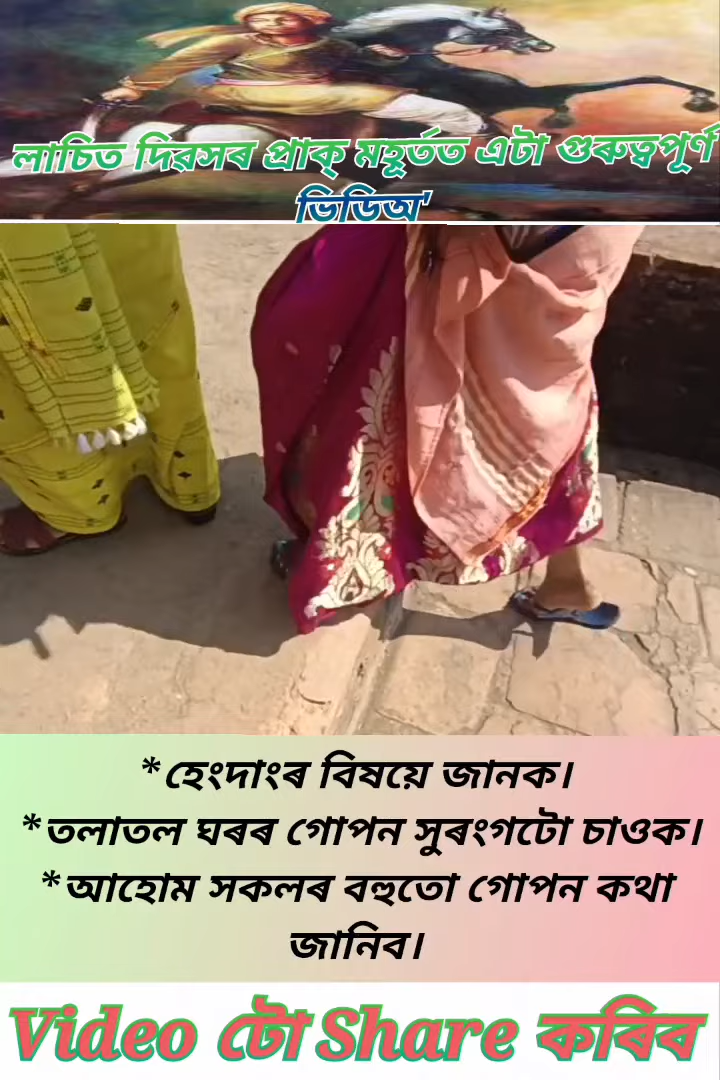 লাচিত দিৱসৰ প্ৰাক্ মহূৰ্তত এটা গুৰুত্বপূৰ্ণ
ভিডিঅ'
*হেংদাংৰ বিষয়ে জানক।
*তলাতল ঘৰৰ গোপন সুৰংগটো চাওক।
*আহোম সকলৰ বহুতো গোপন কথা
জানিব।
Video টো Share কৰিব